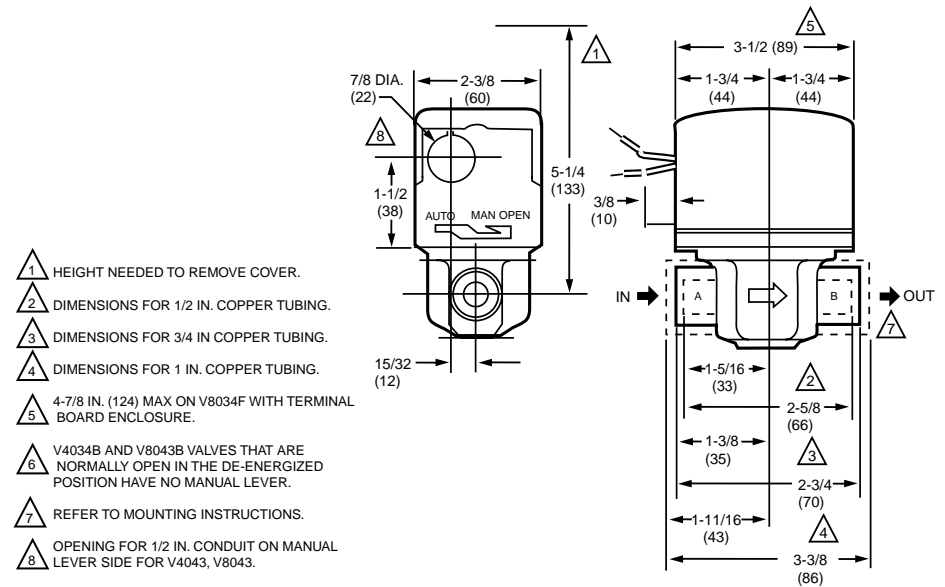 5
3-1/2 (89)
1
7/8 DIA.
(22)
2-3/8
(60)
1-3/4
(44)
1-3/4
(44)
8
5-1/4
(133)
1-1/2
(38)
3/8
(10)
AUTO MAN OPEN
IN
A
B
OUT
7
15/32
(12)
1-5/16
(33)
2
2-5/8
(66)
1-3/8
(35)
3
2-3/4
(70)
1-11/16
(43)
4
3-3/8
(86)
1 HEIGHT NEEDED TO REMOVE COVER.
2 DIMENSIONS FOR 1/2 IN. COPPER TUBING.
3 DIMENSIONS FOR 3/4 IN COPPER TUBING.
4 DIMENSIONS FOR 1 IN. COPPER TUBING.
5 4-7/8 IN. (124) MAX ON V8034F WITH TERMINAL
BOARD ENCLOSURE.
6 V4034B AND V8043B VALVES THAT ARE
NORMALLY OPEN IN THE DE-ENERGIZED
POSITION HAVE NO MANUAL LEVER.
7 REFER TO MOUNTING INSTRUCTIONS.
8 OPENING FOR 1/2 IN. CONDUIT ON MANUAL
LEVER SIDE FOR V4043, V8043.